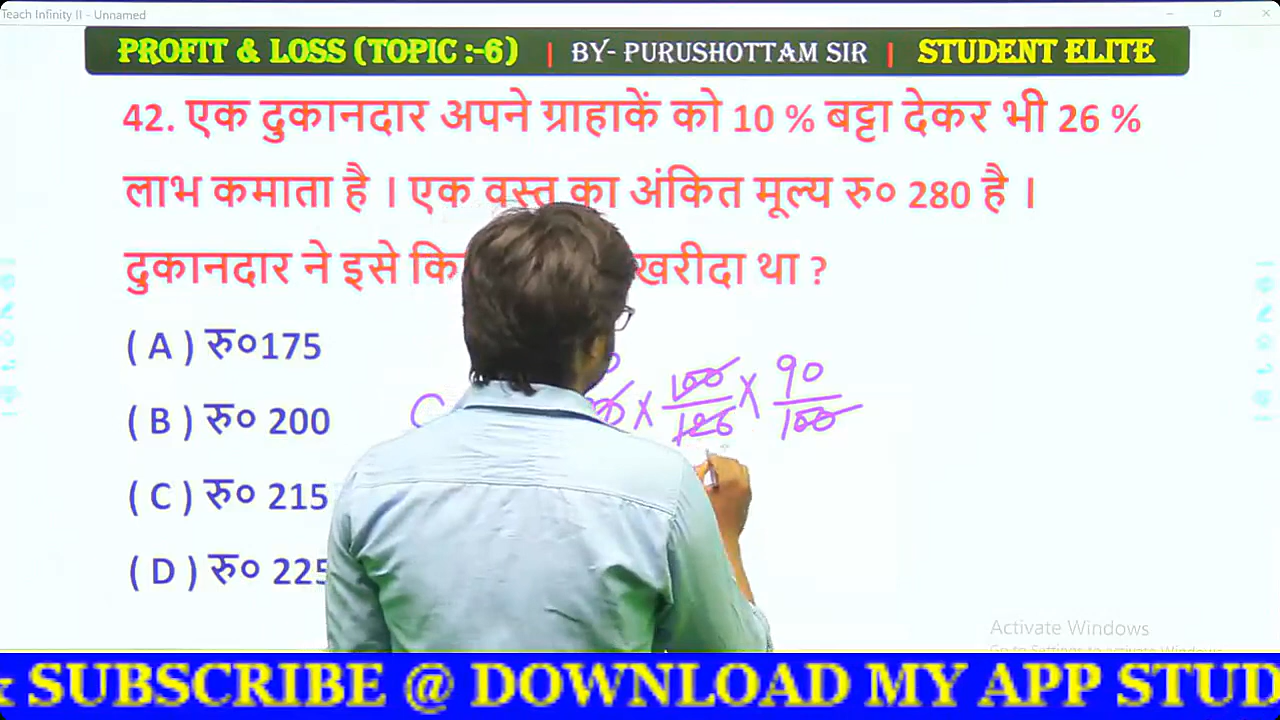 Teach Infinity II - Unnamed
PROFIT & LOSS (TOPIC :-6) | BY- PURUSHOTTAM SIR | STUDENT ELITE
42. एक दुकानदार अपने ग्राहाकें को 10 % बट्टा देकर भी 26 %
लाभ कमाता है । एक वस्तु का अंकित मूल्य रु० 280 है ।
दुकानदार ने इसे खरीदा था ?
( A ) रु०175
( B ) रु० 200
( C ) रु० 215
( D ) रु० 225
× 100/126 × 90/100
Activate Windows
& SUBSCRIBE @ DOWNLOAD MY APP STUD